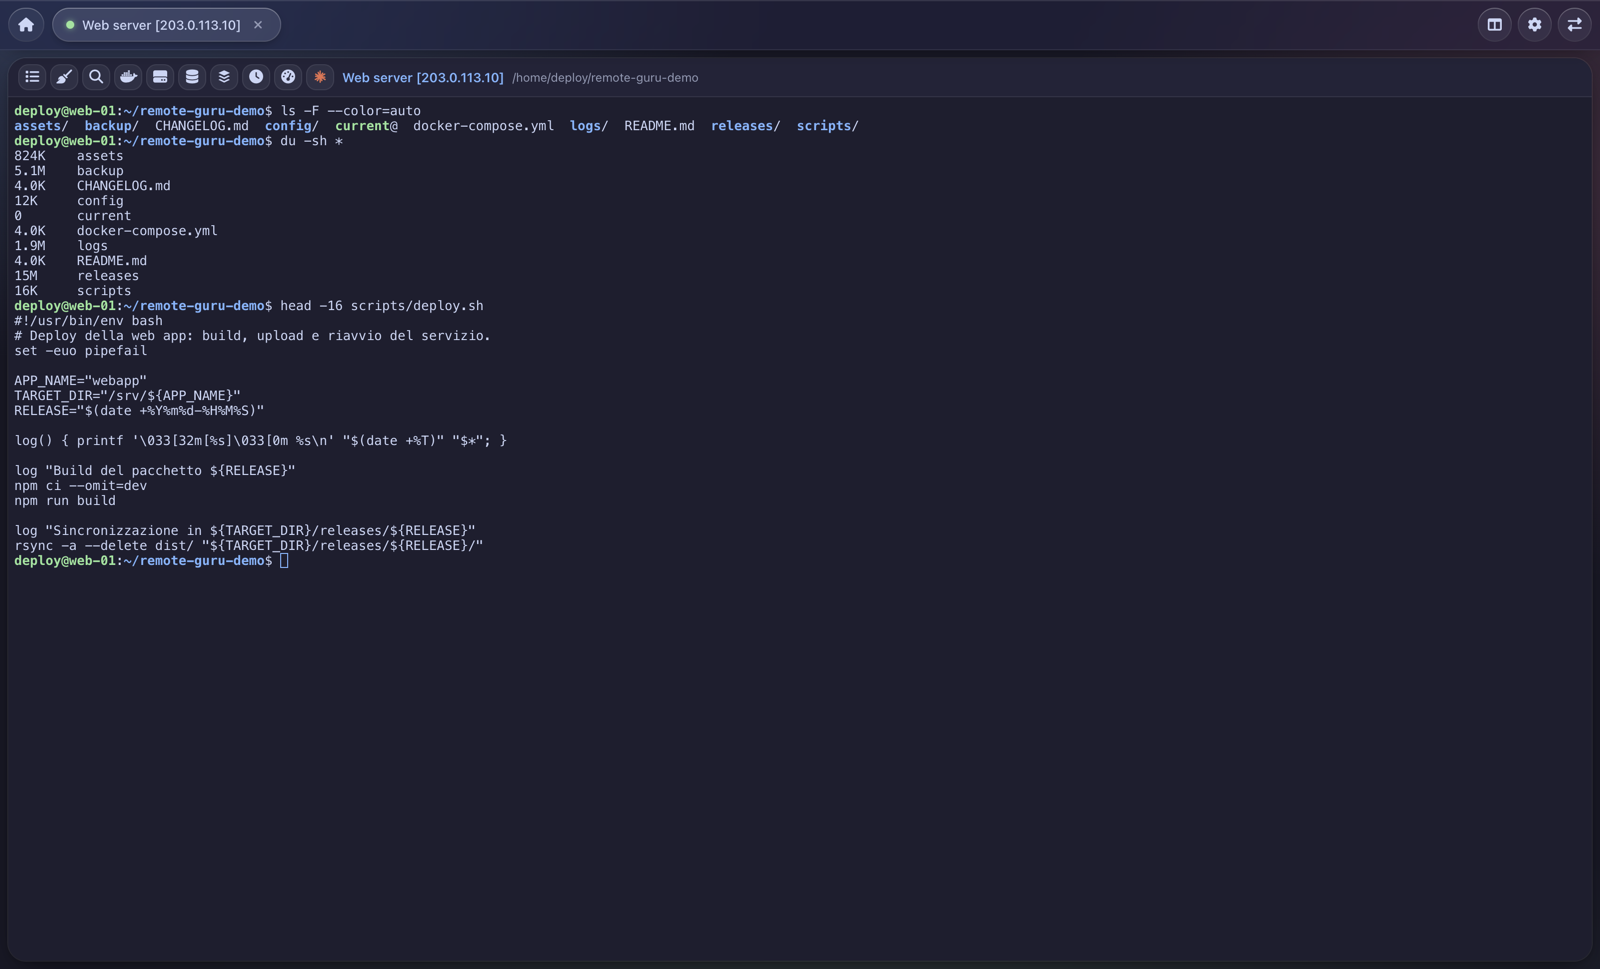 Web server [203.0.113.10]
Web server [203.0.113.10] /home/deploy/remote-guru-demo
deploy@web-01:~/remote-guru-demo$ ls -F --color=auto
assets/  backup/  CHANGELOG.md  config/  current@  docker-compose.yml  logs/  README.md  releases/  scripts/
deploy@web-01:~/remote-guru-demo$ du -sh *
824K    assets
5.1M    backup
4.0K    CHANGELOG.md
12K     config
0       current
4.0K    docker-compose.yml
1.9M    logs
4.0K    README.md
15M     releases
16K     scripts
deploy@web-01:~/remote-guru-demo$ head -16 scripts/deploy.sh
#!/usr/bin/env bash
# Deploy della web app: build, upload e riavvio del servizio.
set -euo pipefail
APP_NAME="webapp"
TARGET_DIR="/srv/${APP_NAME}"
RELEASE="$(date +%Y%m%d-%H%M%S)"
log() { printf '\033[32m[%s]\033[0m %s\n' "$(date +%T)" "$*"; }
log "Build del pacchetto ${RELEASE}"
npm ci --omit=dev
npm run build
log "Sincronizzazione in ${TARGET_DIR}/releases/${RELEASE}"
rsync -a --delete dist/ "${TARGET_DIR}/releases/${RELEASE}/"
deploy@web-01:~/remote-guru-demo$